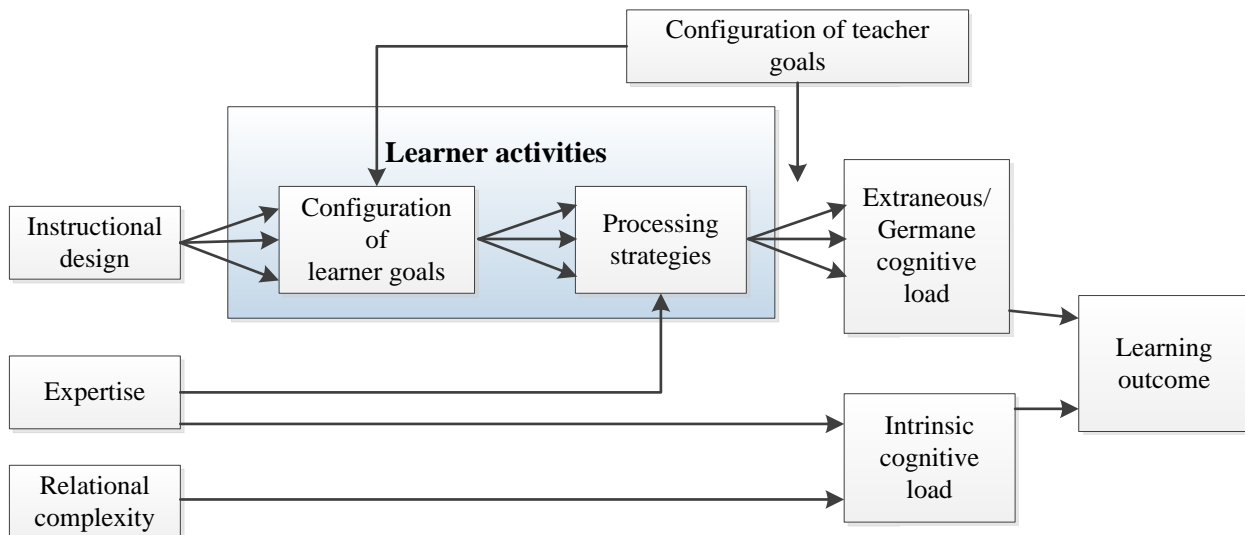 Configuration of teacher
goals
Learner activities
Instructional
design
Configuration
of
learner goals
Processing
strategies
Extraneous/
Germane
cognitive
load
Learning
outcome
Expertise
Intrinsic
cognitive
load
Relational
complexity